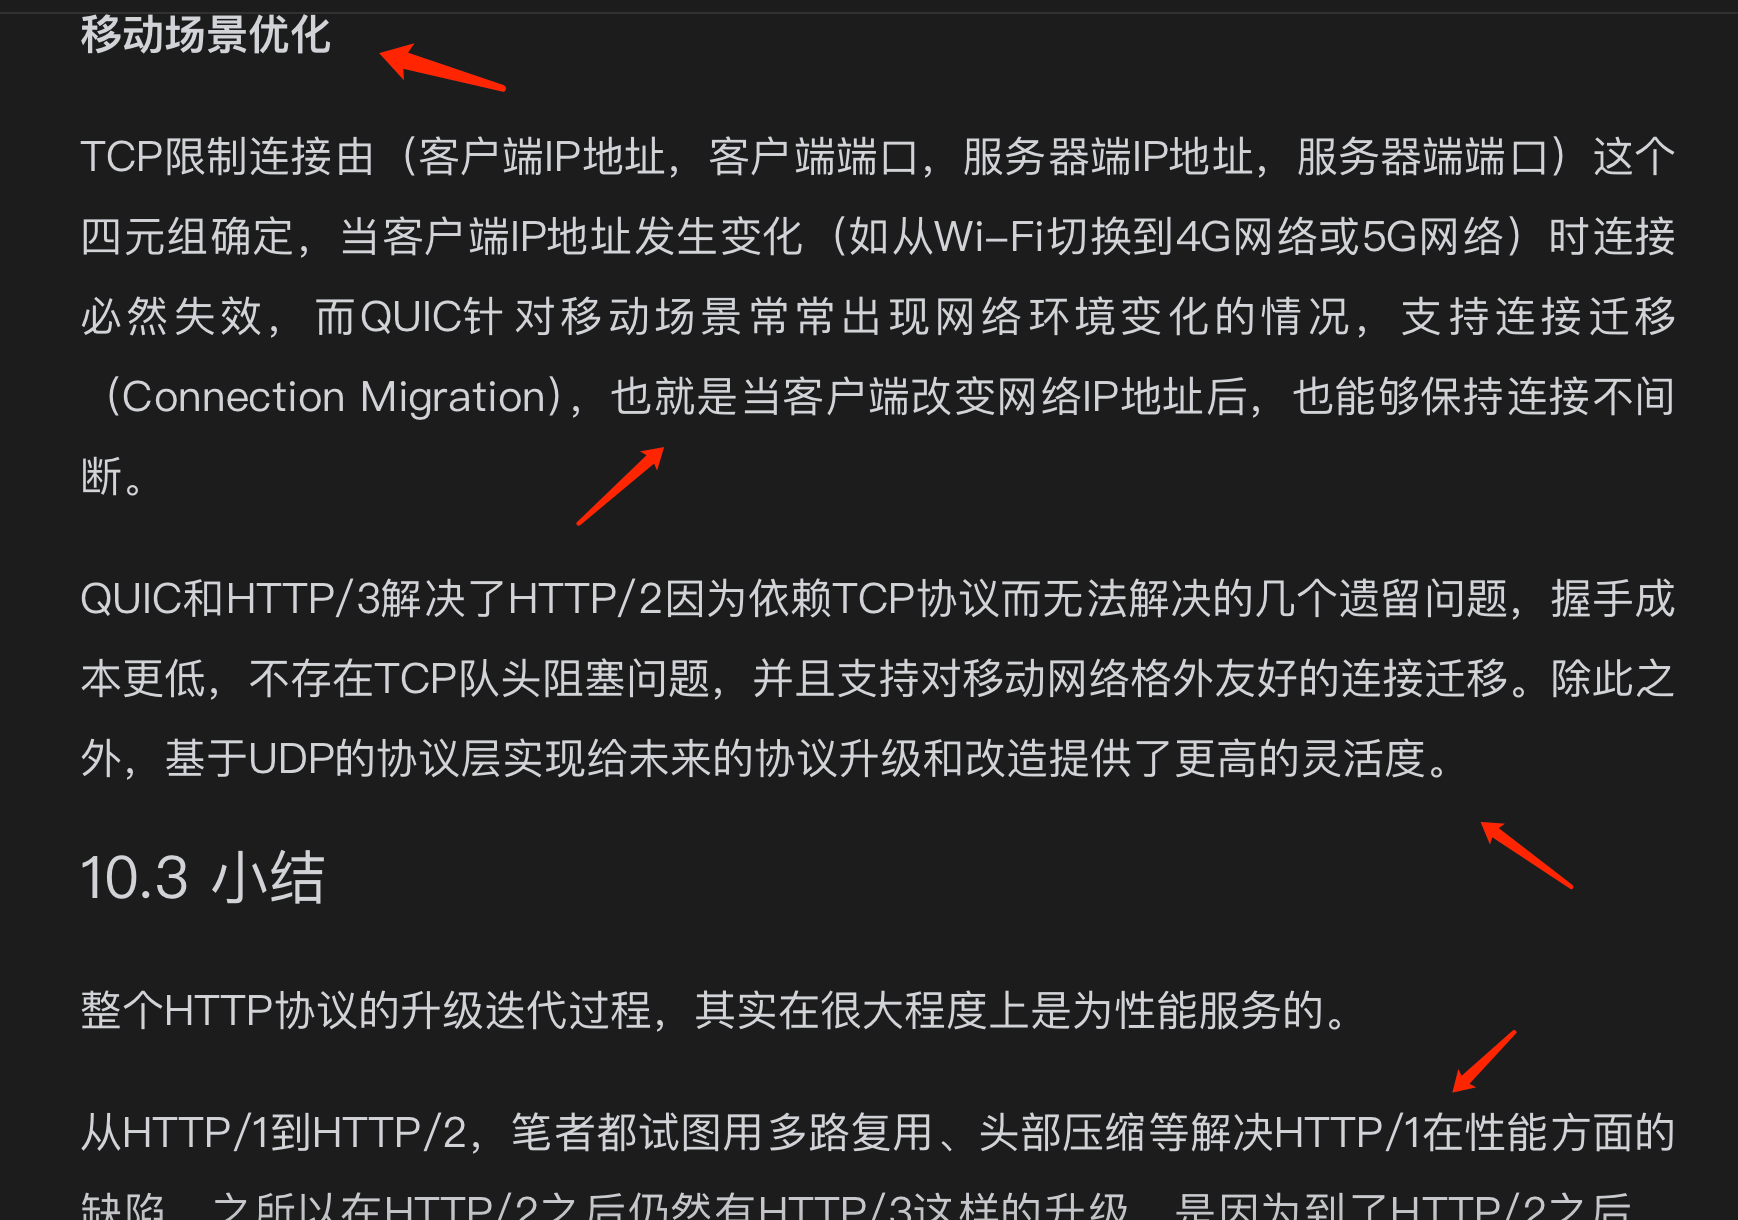 移动场景优化
TCP限制连接由（客户端IP地址，客户端端口，服务器端IP地址，服务器端端口）这个
四元组确定，当客户端IP地址发生变化（如从Wi-Fi切换到4G网络或5G网络）时连接
必然失效，而QUIC针对移动场景常常出现网络环境变化的情况，支持连接迁移
（Connection Migration），也就是当客户端改变网络IP地址后，也能够保持连接不间
断。
QUIC和HTTP/3解决了HTTP/2因为依赖TCP协议而无法解决的几个遗留问题，握手成
本更低，不存在TCP队头阻塞问题，并且支持对移动网络格外友好的连接迁移。除此之
外，基于UDP的协议层实现给未来的协议升级和改造提供了更高的灵活度。
10.3 小结
整个HTTP协议的升级迭代过程，其实在很大程度上是为性能服务的。
从HTTP/1到HTTP/2，笔者都试图用多路复用、头部压缩等解决HTTP/1在性能方面的
缺陷，之所以在HTTP/2之后仍然有HTTP/3这样的升级，是因为到了HTTP/2之后，